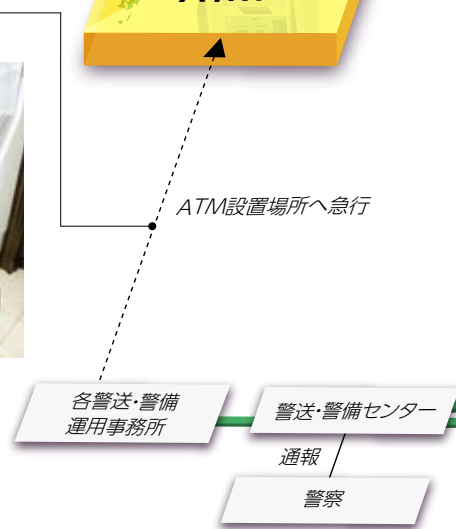 ATM設置場所へ急行
各警送・警備
運用事務所
警送・警備センター
通報
警察